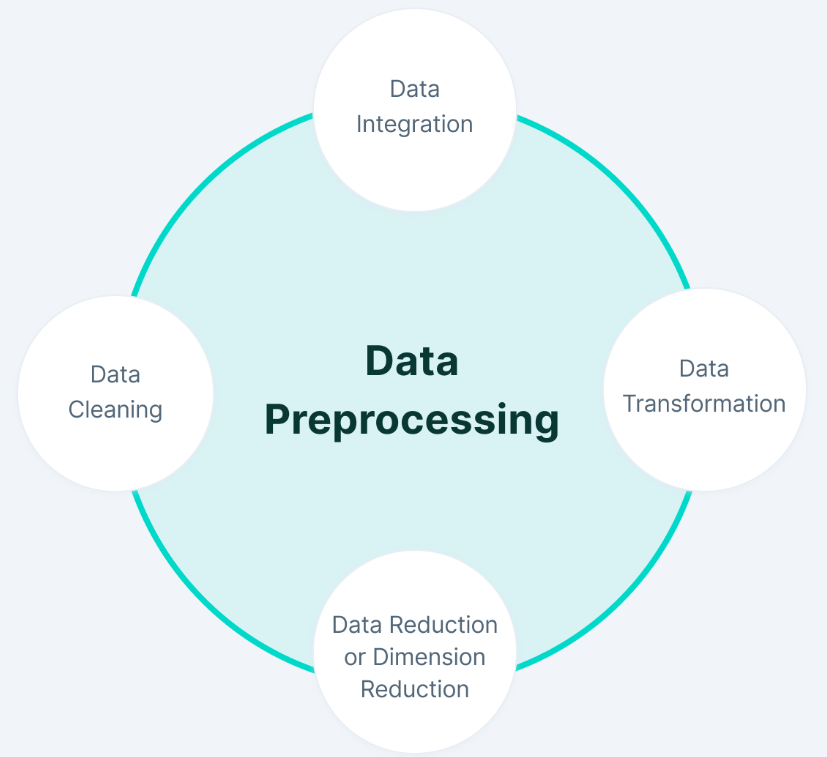 Data
Integration
Data
Cleaning
Data
Preprocessing
Data
Transformation
Data Reduction
or Dimension
Reduction